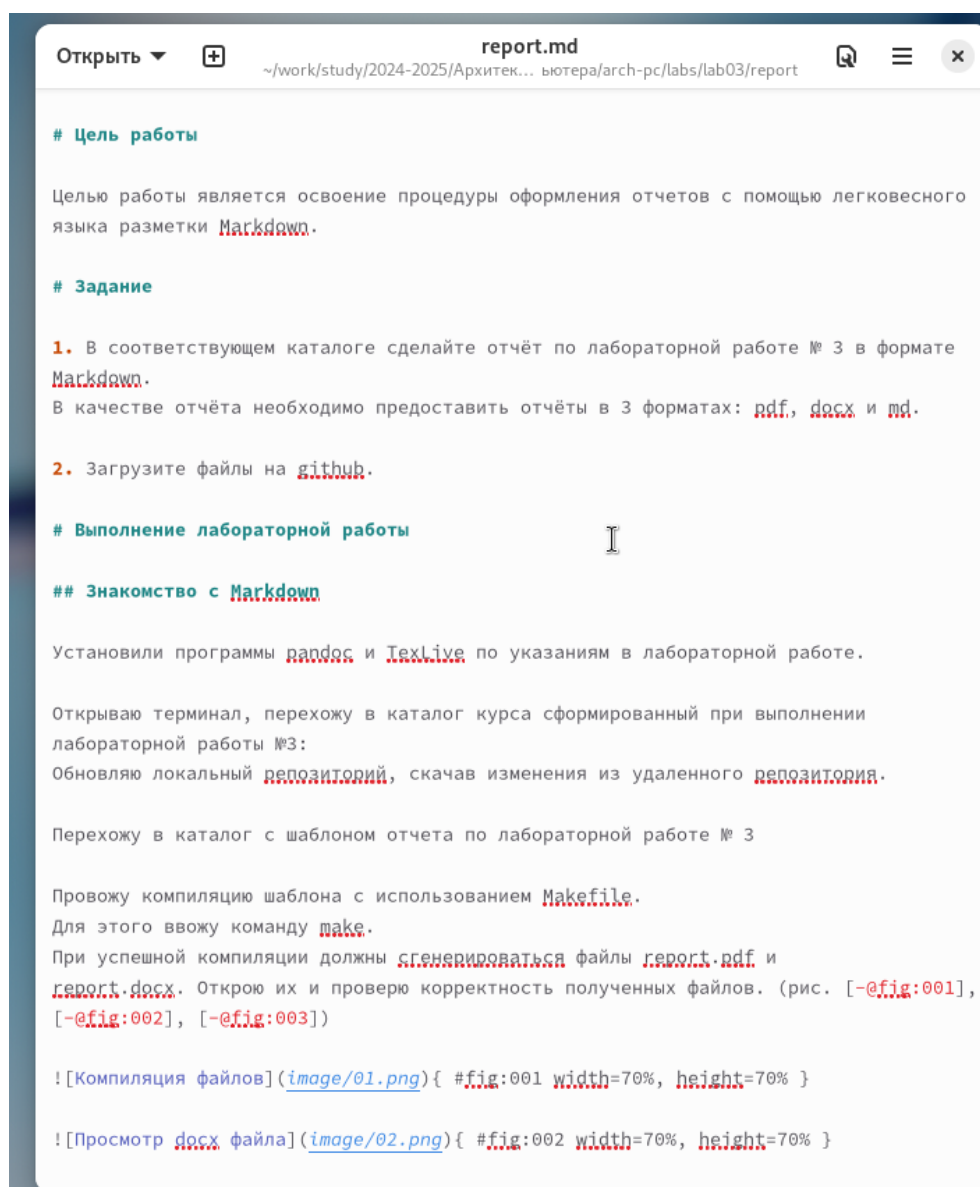 Открыть
report.md
~/work/study/2024-2025/Архитек… ьютера/arch-pc/labs/lab03/report
# Цель работы
Целью работы является освоение процедуры оформления отчетов с помощью легковесного
языка разметки Markdown.
# Задание
1. В соответствующем каталоге сделайте отчёт по лабораторной работе № 3 в формате
Markdown.
В качестве отчёта необходимо предоставить отчёты в 3 форматах: pdf, docx и md.
2. Загрузите файлы на github.
# Выполнение лабораторной работы
## Знакомство с Markdown
Установили программы pandoc и TexLive по указаниям в лабораторной работе.
Открываю терминал, перехожу в каталог курса сформированный при выполнении
лабораторной работы №3:
Обновляю локальный репозиторий, скачав изменения из удаленного репозитория.
Перехожу в каталог с шаблоном отчета по лабораторной работе № 3
Провожу компиляцию шаблона с использованием Makefile.
Для этого ввожу команду make.
При успешной компиляции должны сгенерироваться файлы report.pdf и
report.docx. Открою их и проверю корректность полученных файлов. (рис. [-@fig:001],
[-@fig:002], [-@fig:003])
![Компиляция файлов](image/01.png){ #fig:001 width=70%, height=70% }
![Просмотр docx файла](image/02.png){ #fig:002 width=70%, height=70% }